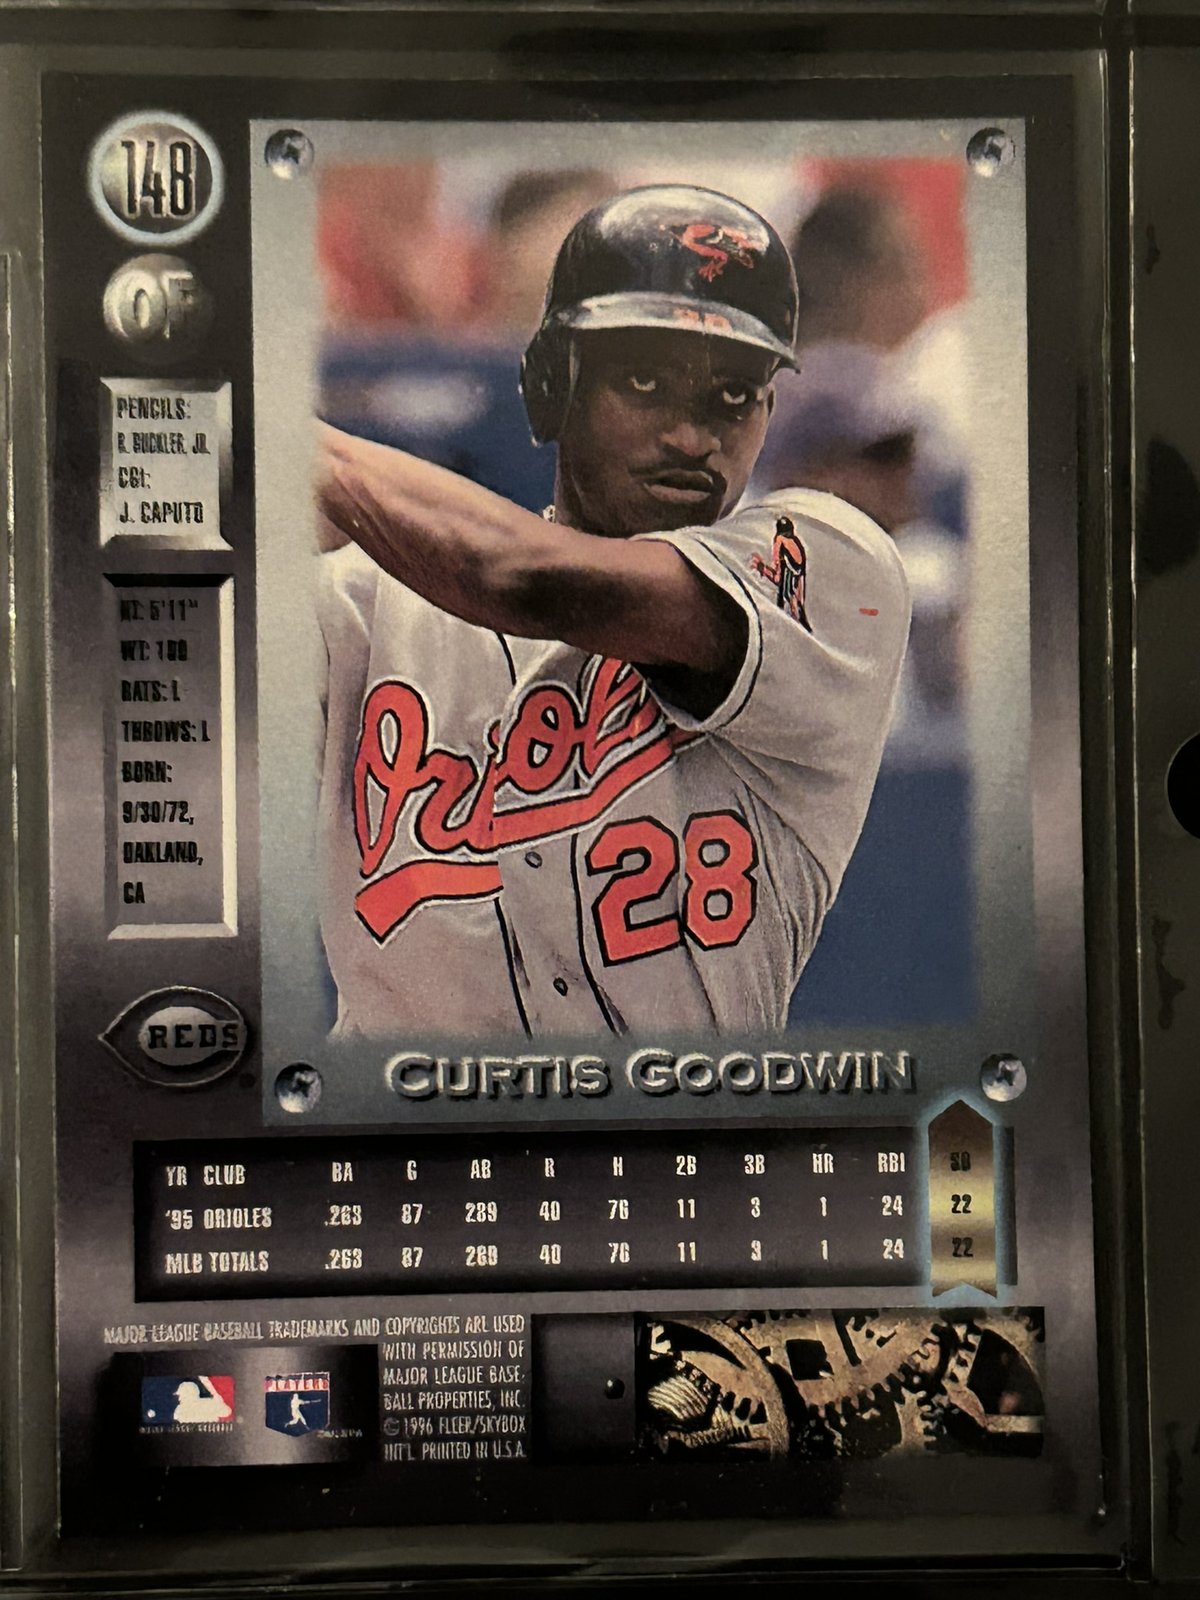 148
OF
PENCILS:
R. BUCKLER, JR.
CGI:
J. CAPUTO
HT: 5'11"
WT: 180
BATS: L
THROWS: L
BORN:
9/30/72,
OAKLAND,
CA
REDS
Orioles
28
CURTIS GOODWIN
YR CLUB BA G AB R H 2B 3B HR RBI SB
'95 ORIOLES .263 87 289 40 76 11 3 1 24 22
MLB TOTALS .263 87 289 40 76 11 3 1 24 22
MAJOR LEAGUE BASEBALL TRADEMARKS AND COPYRIGHTS ARE USED
WITH PERMISSION OF
MAJOR LEAGUE BASE-
BALL PROPERTIES, INC.
© 1996 FLEER/SKYBOX
INT'L. PRINTED IN U.S.A.
PLAYERS